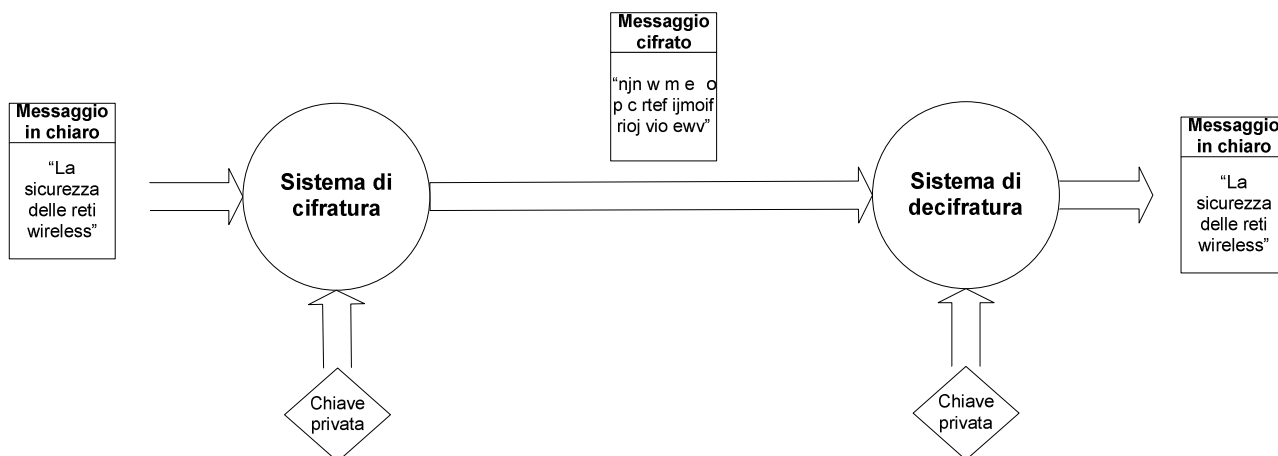 Messaggio
in chiaro
“La
sicurezza
delle reti
wireless”
Sistema di
cifratura
Chiave
privata
Messaggio
cifrato
“njn w m e o
p c rtef ijmoif
rioj vio ewv”
Sistema di
decifratura
Chiave
privata
Messaggio
in chiaro
“La
sicurezza
delle reti
wireless”